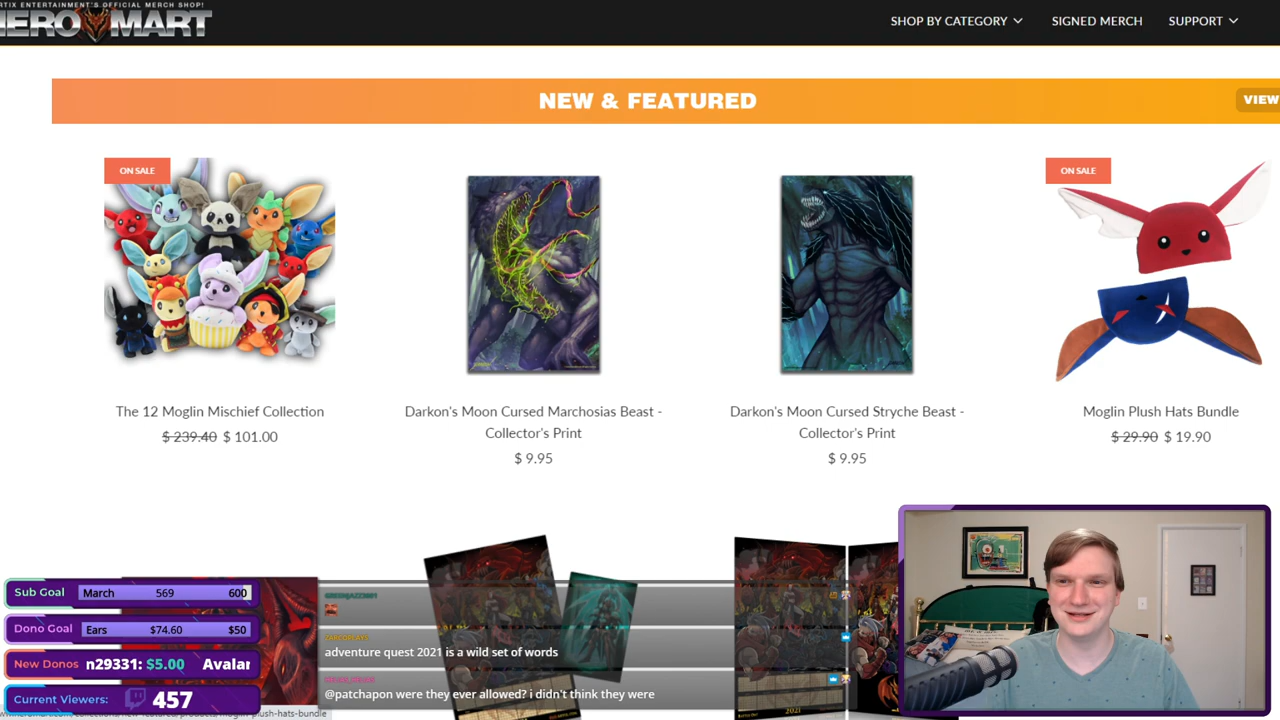 RTIX ENTERTAINMENT'S OFFICIAL MERCH SHOP!
HERO MART
SHOP BY CATEGORY
SIGNED MERCH
SUPPORT
NEW & FEATURED
VIEW
ON SALE
ON SALE
The 12 Moglin Mischief Collection
$ 239.40 $ 101.00
Darkon's Moon Cursed Marchosias Beast -
Collector's Print
$ 9.95
Darkon's Moon Cursed Stryche Beast -
Collector's Print
$ 9.95
Moglin Plush Hats Bundle
$ 29.90 $ 19.90
Sub Goal March 569 600
Dono Goal Ears $74.60 $50
New Donos n29331: $5.00 Avalar
Current Viewers: 457
adventure quest 2021 is a wild set of words
@patchapon were they ever allowed? i didn't think they were
2021